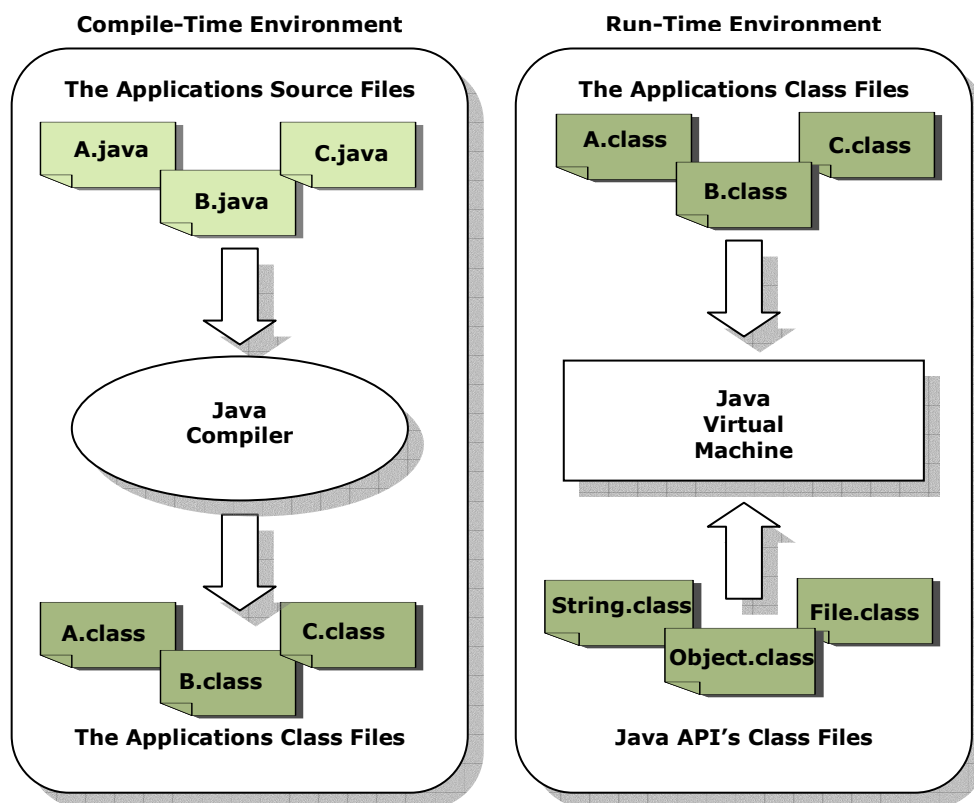 Compile-Time Environment
The Applications Source Files
A.java
C.java
B.java
Java
Compiler
A.class
C.class
B.class
The Applications Class Files
Run-Time Environment
The Applications Class Files
A.class
C.class
B.class
Java
Virtual
Machine
String.class
File.class
Object.class
Java API’s Class Files